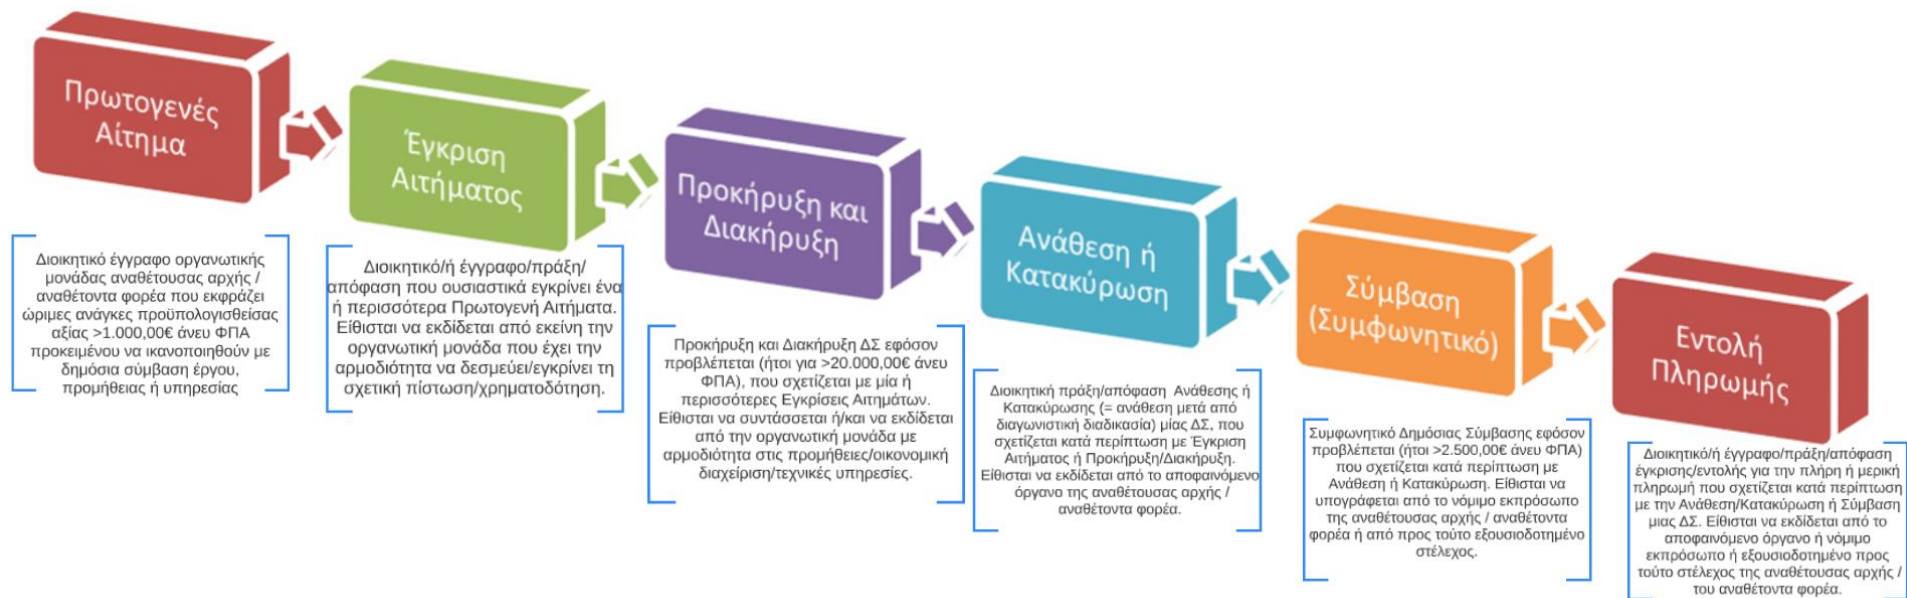 Πρωτογενές
Αίτημα
Διοικητικό έγγραφο οργανωτικής
μονάδας αναθέτουσας αρχής /
αναθέτοντα φορέα που εκφράζει
ώριμες ανάγκες προϋπολογισθείσας
αξίας >1.000,00€ άνευ ΦΠΑ
προκειμένου να ικανοποιηθούν με
δημόσια σύμβαση έργου,
προμήθειας ή υπηρεσίας
Έγκριση
Αιτήματος
Διοικητικό/ή έγγραφο/πράξη/
απόφαση που ουσιαστικά εγκρίνει ένα
ή περισσότερα Πρωτογενή Αιτήματα.
Είθισται να εκδίδεται από εκείνη την
οργανωτική μονάδα που έχει την
αρμοδιότητα να δεσμεύει/εγκρίνει τη
σχετική πίστωση/χρηματοδότηση.
Προκήρυξη και
Διακήρυξη
Προκήρυξη και Διακήρυξη ΔΣ εφόσον
προβλέπεται (ήτοι για >20.000,00€ άνευ
ΦΠΑ), που σχετίζεται με μία ή
περισσότερες Εγκρίσεις Αιτημάτων.
Είθισται να συντάσσεται ή/και να εκδίδεται
από την οργανωτική μονάδα με
αρμοδιότητα στις προμήθειες/οικονομική
διαχείριση/τεχνικές υπηρεσίες.
Ανάθεση ή
Κατακύρωση
Διοικητική πράξη/απόφαση Ανάθεσης ή
Κατακύρωσης (= ανάθεση μετά από
διαγωνιστική διαδικασία) μίας ΔΣ, που
σχετίζεται κατά περίπτωση με Έγκριση
Αιτήματος ή Προκήρυξη/Διακήρυξη.
Είθισται να εκδίδεται από το αποφαινόμενο
όργανο της αναθέτουσας αρχής /
αναθέτοντα φορέα.
Σύμβαση
(Συμφωνητικό)
Συμφωνητικό Δημόσιας Σύμβασης εφόσον
προβλέπεται (ήτοι >2.500,00€ άνευ ΦΠΑ)
που σχετίζεται κατά περίπτωση με
Ανάθεση ή Κατακύρωση. Είθισται να
υπογράφεται από το νόμιμο εκπρόσωπο
της αναθέτουσας αρχής / αναθέτοντα
φορέα ή από προς τούτο εξουσιοδοτημένο
στέλεχος.
Εντολή
Πληρωμής
Διοικητικό/ή έγγραφο/πράξη/απόφαση
έγκρισης/εντολής για την πλήρη ή μερική
πληρωμή που σχετίζεται κατά περίπτωση
με την Ανάθεση/Κατακύρωση ή Σύμβαση
μιας ΔΣ. Είθισται να εκδίδεται από το
αποφαινόμενο όργανο ή νόμιμο
εκπρόσωπο ή εξουσιοδοτημένο προς
τούτο στέλεχος της αναθέτουσας αρχής /
του αναθέτοντα φορέα.